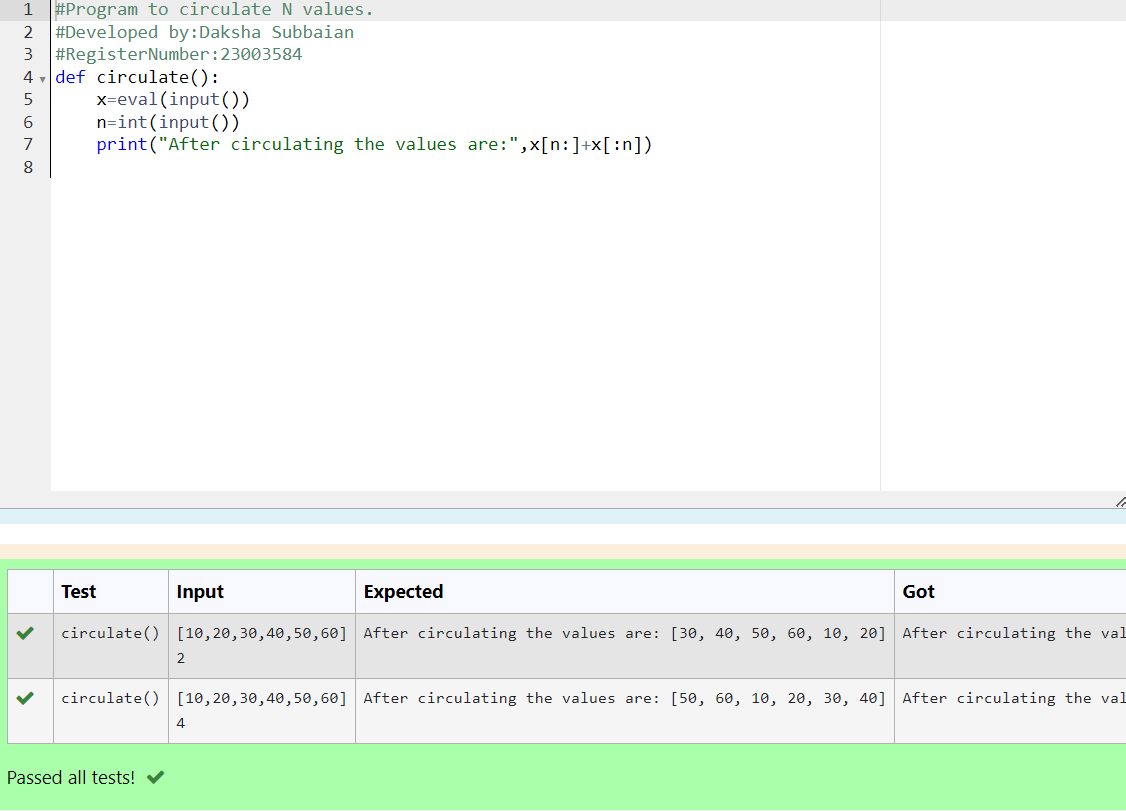 1 #Program to circulate N values.
2 #Developed by:Daksha Subbaian
3 #RegisterNumber:23003584
4 def circulate():
5     x=eval(input())
6     n=int(input())
7     print("After circulating the values are:",x[n:]+x[:n])
8
Test Input Expected Got
circulate() [10,20,30,40,50,60] After circulating the values are: [30, 40, 50, 60, 10, 20] After circulating the
2
circulate() [10,20,30,40,50,60] After circulating the values are: [50, 60, 10, 20, 30, 40] After circulating the
4
Passed all tests!